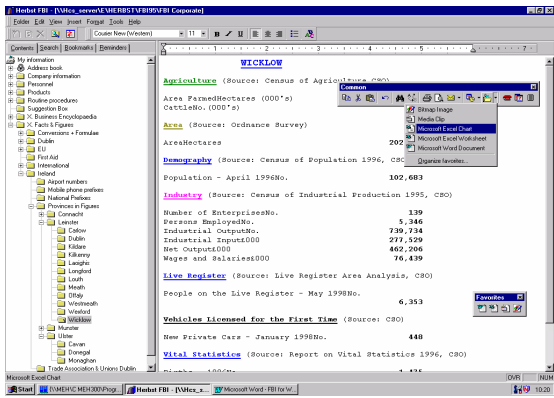 Herbst FBI - [\\Hcs_server\E\HERBST\FBI95\FBI Corporate]
Folder Edit View Insert Format Tools Help
Courier New (Western) 11 B I U
Contents Search Bookmarks Reminders
My information
Address book
Company information
Personnel
Products
Routine procedures
Suggestion Box
X Business Encyclopaedia
X. Facts & Figures
Conversions + Formulae
Dublin
EU
First Aid
International
Ireland
Airport numbers
Mobile phone prefixes
National Prefixes
Provinces in Figures
Connacht
Leinster
Carlow
Dublin
Kildare
Kilkenny
Laoighis
Longford
Louth
Meath
Offaly
Westmeath
Wexford
Wicklow
Munster
Ulster
Cavan
Donegal
Monaghan
Trade Association & Unions Dublin
WICKLOW
Agriculture (Source: Census of Agriculture CSO)
Area FarmedHectares (000's)
CattleNo.(000's)
Area (Source: Ordnance Survey)
AreaHectares 202
Demography (Source: Census of Population 1996, CSO
Population - April 1996No. 102,683
Industry (Source: Census of Industrial Production 1995, CSO)
Number of EnterprisesNo. 139
Persons EmployedNo. 5,346
Industrial OutputNo. 739,734
Industrial Input£000 277,529
Net Output£000 462,206
Wages and Salaries£000 76,439
Live Register (Source: Live Register Area Analysis, CSO)
People on the Live Register - May 1998No.
6,353
Vehicles Licensed for the First Time (Source: CSO)
New Private Cars - January 1998No. 448
Vital Statistics (Source: Report on Vital Statistics 1996, CSO)
Common
Bitmap Image
Media Clip
Microsoft Excel Chart
Microsoft Excel Worksheet
Microsoft Word Document
Organize favorites...
Favorites
Microsoft Excel Chart OVR NUM
Start Herbst FBI - [\\Hcs_s... Microsoft Word - FBI for W... 10:20